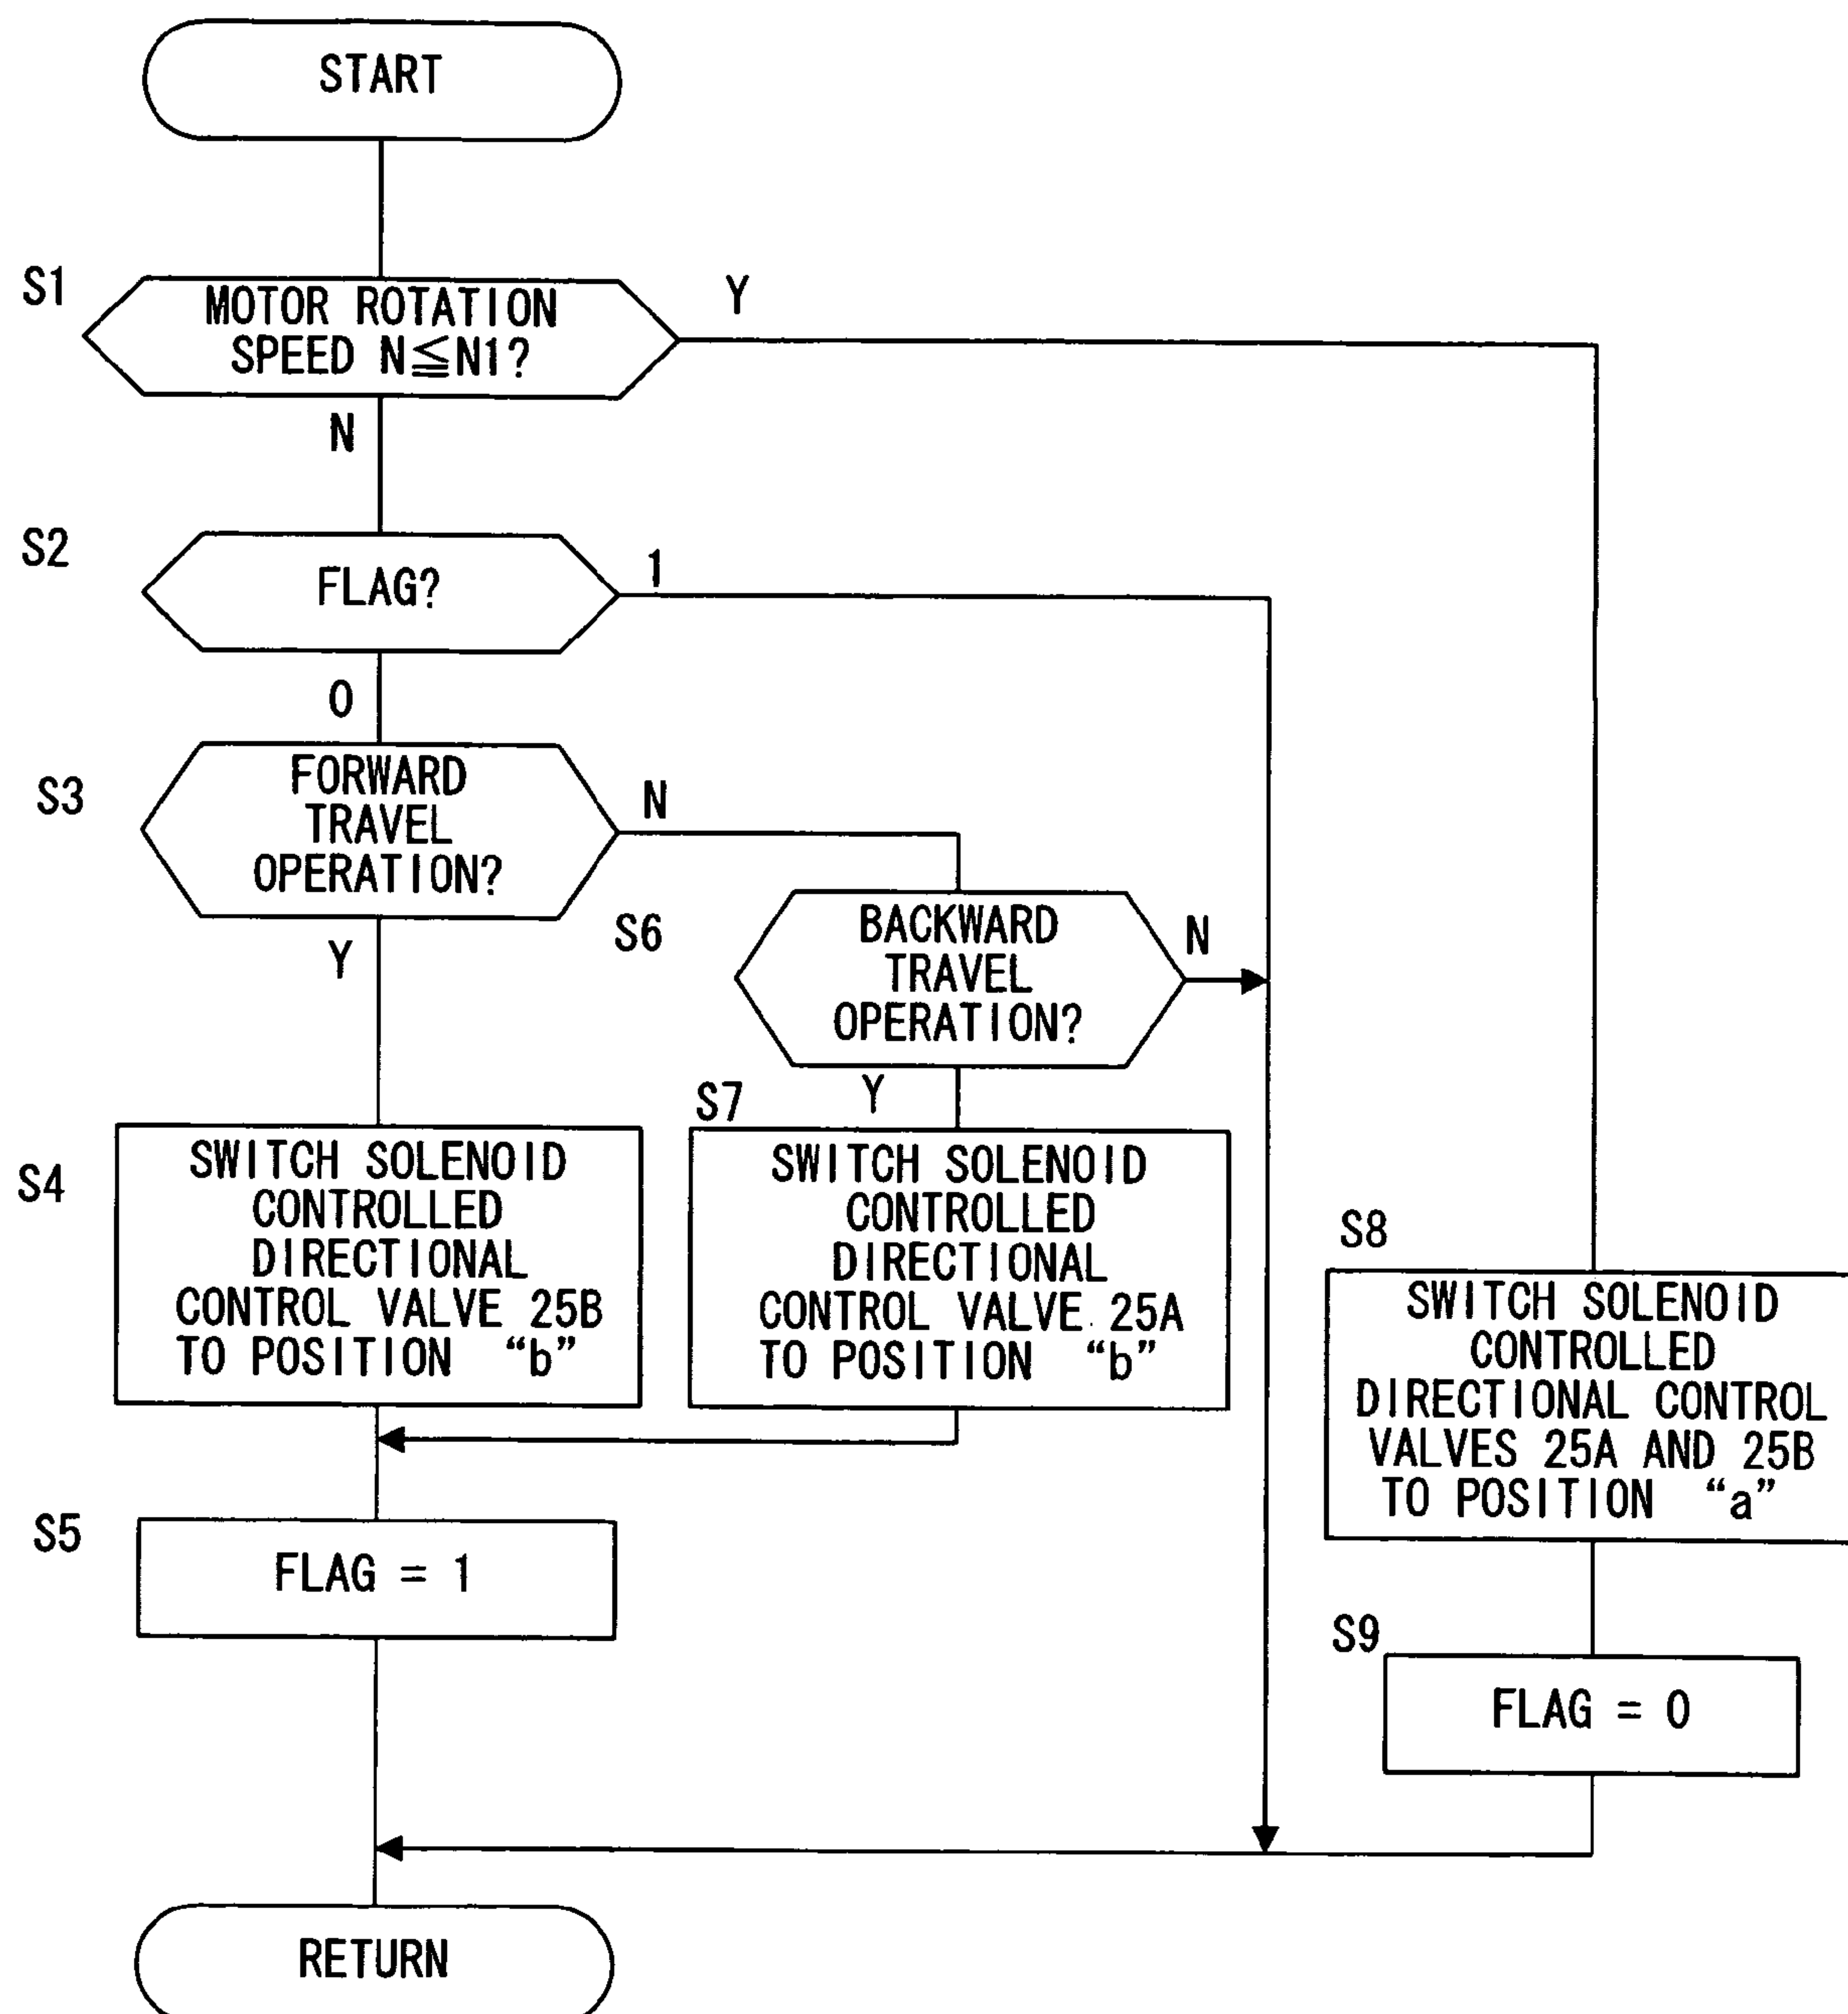 START
S1
MOTOR ROTATION
SPEED N≦N1?
Y
N
S2
FLAG?
1
0
S3
FORWARD
TRAVEL
OPERATION?
N
Y
S6
BACKWARD
TRAVEL
OPERATION?
N
Y
S4
SWITCH SOLENOID
CONTROLLED
DIRECTIONAL
CONTROL VALVE 25B
TO POSITION “b”
S7
SWITCH SOLENOID
CONTROLLED
DIRECTIONAL
CONTROL VALVE 25A
TO POSITION “b”
S8
SWITCH SOLENOID
CONTROLLED
DIRECTIONAL CONTROL
VALVES 25A AND 25B
TO POSITION “a”
S5
FLAG = 1
S9
FLAG = 0
RETURN